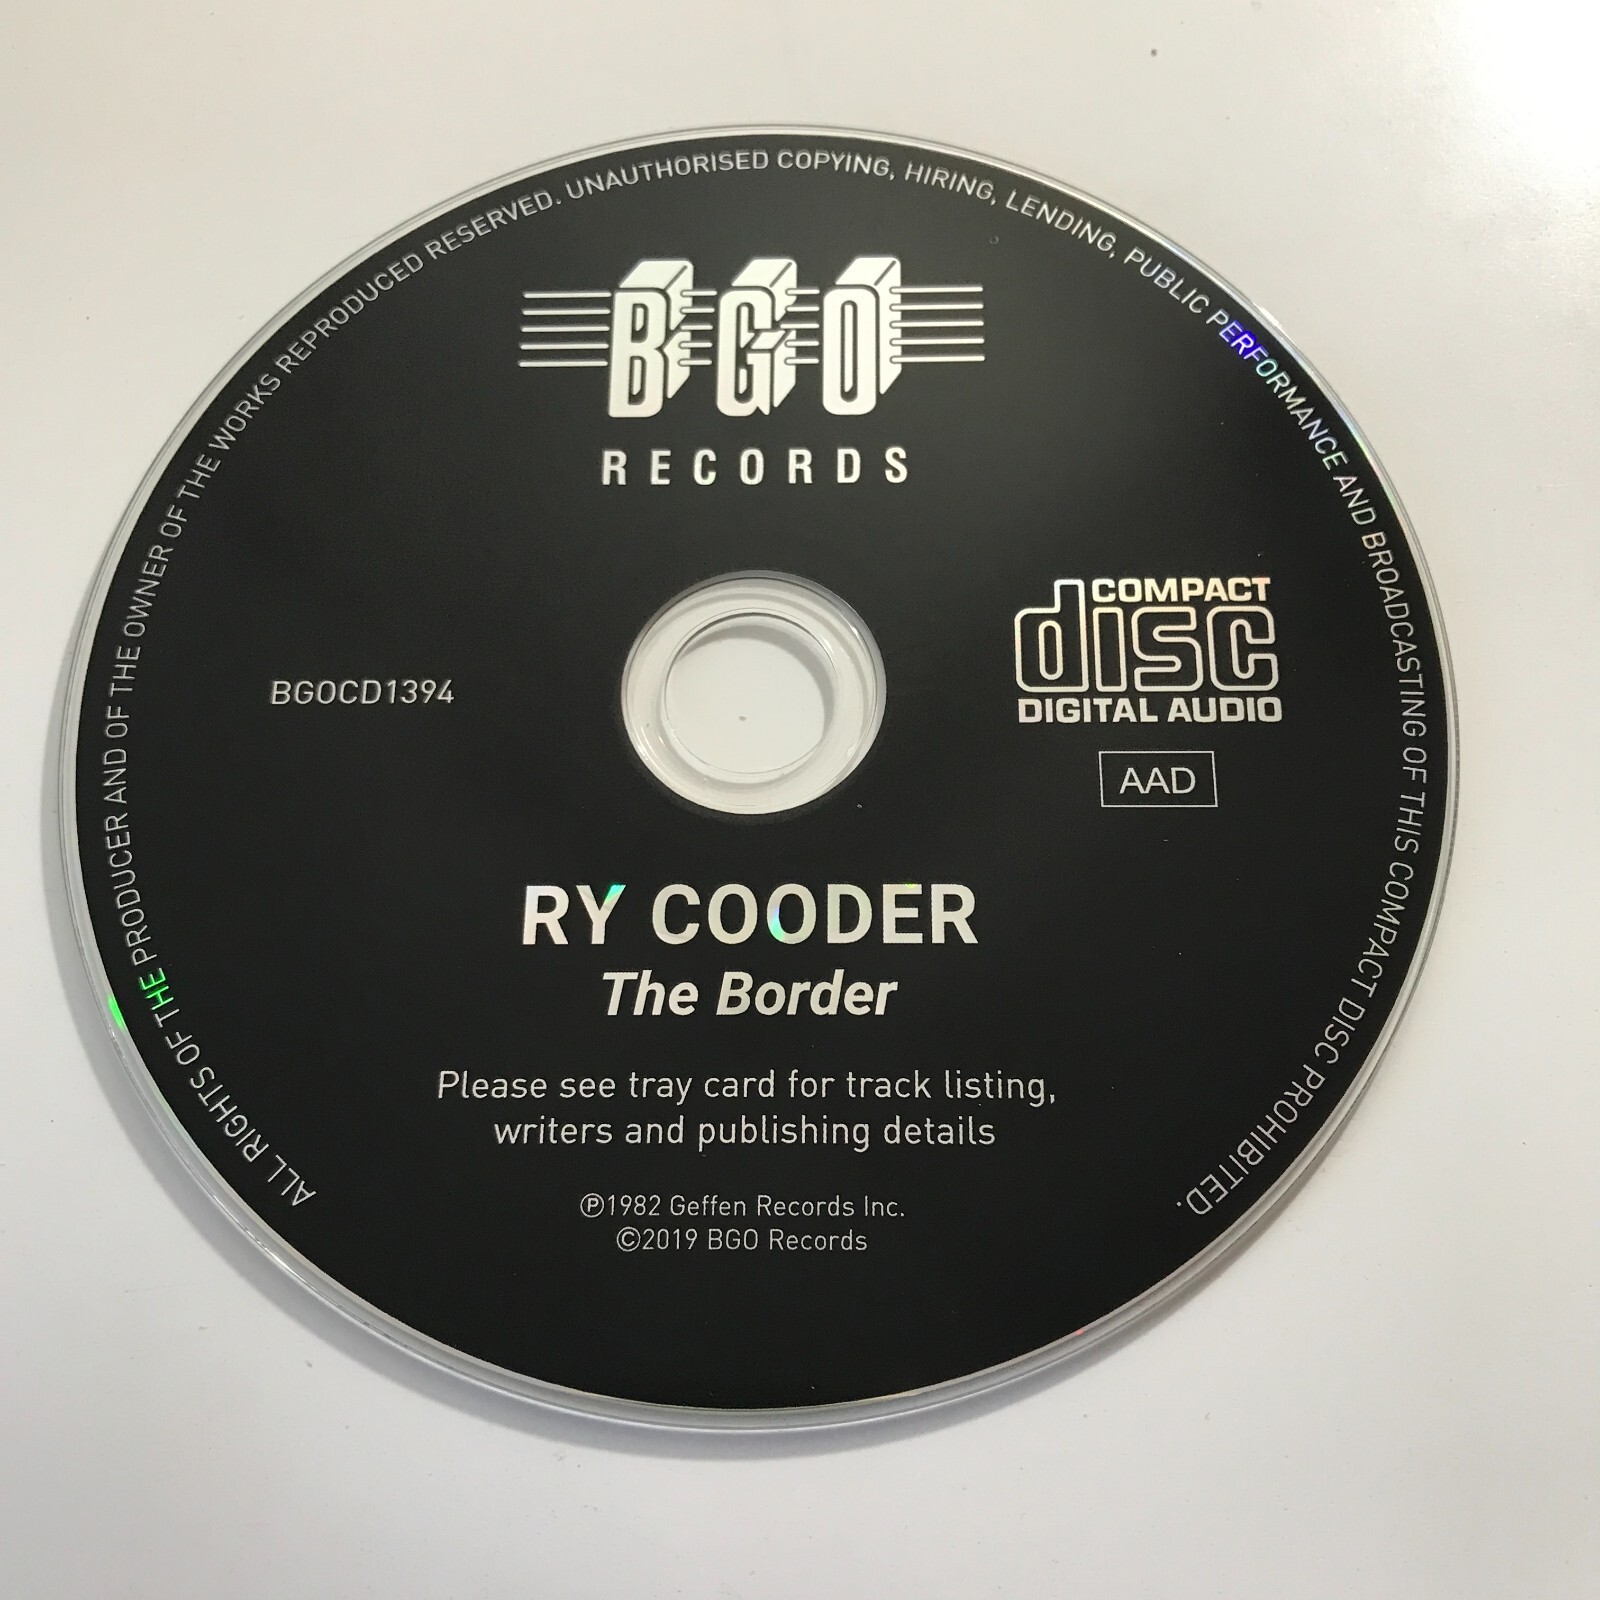 ALL RIGHTS OF THE PRODUCER AND OF THE OWNER OF THE WORKS REPRODUCED RESERVED. UNAUTHORISED COPYING, HIRING, LENDING, PUBLIC PERFORMANCE AND BROADCASTING OF THIS COMPACT DISC PROHIBITED.
BGO
RECORDS
BGOCD1394
COMPACT
disc
DIGITAL AUDIO
AAD
RY COODER
The Border
Please see tray card for track listing,
writers and publishing details
℗1982 Geffen Records Inc.
©2019 BGO Records